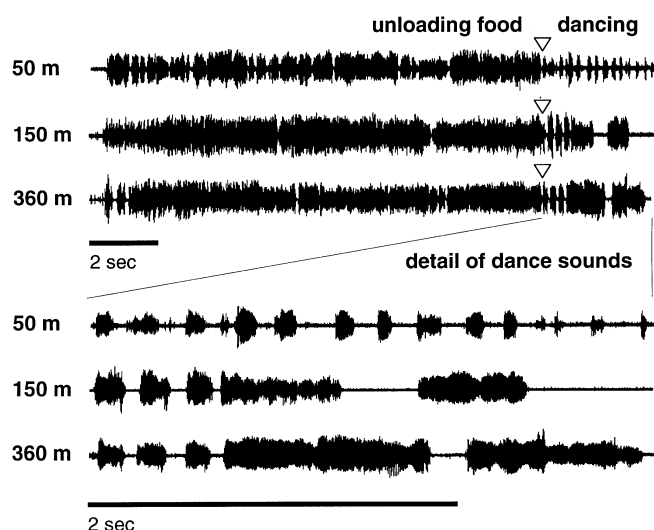 unloading food dancing
50 m
150 m
360 m
2 sec
detail of dance sounds
50 m
150 m
360 m
2 sec